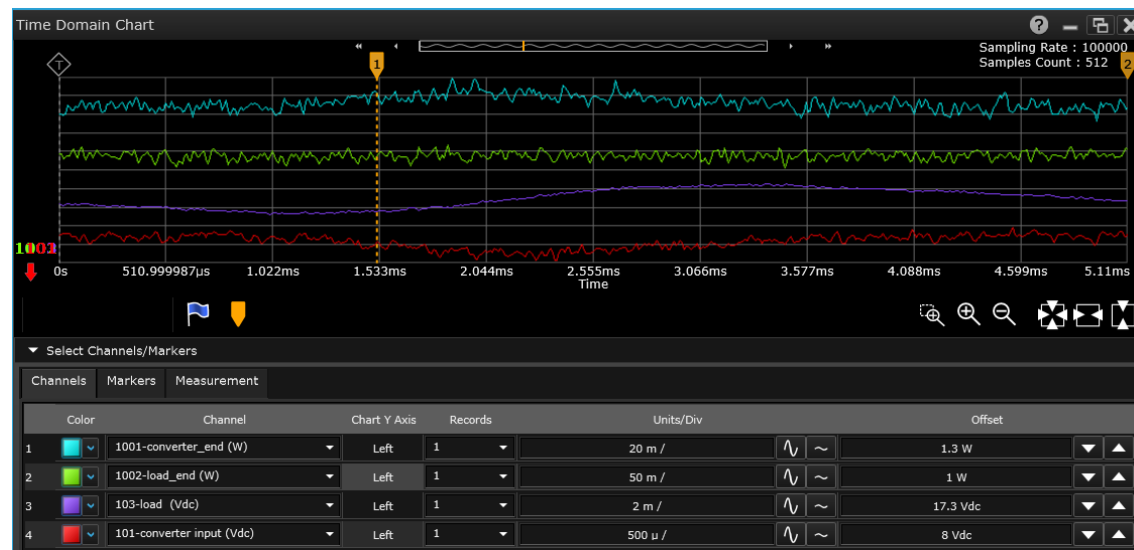 Time Domain Chart
Sampling Rate : 100000
Samples Count : 512
T
1
2
0s 510.999987µs 1.022ms 1.533ms 2.044ms 2.555ms 3.066ms 3.577ms 4.088ms 4.599ms 5.11ms
Time
Select Channels/Markers
Channels Markers Measurement
Color Channel Chart Y Axis Records Units/Div Offset
1 1001-converter_end (W) Left 1 20 m / 1.3 W
2 1002-load_end (W) Left 1 50 m / 1 W
3 103-load (Vdc) Left 1 2 m / 17.3 Vdc
4 101-converter input (Vdc) Left 1 500 µ / 8 Vdc